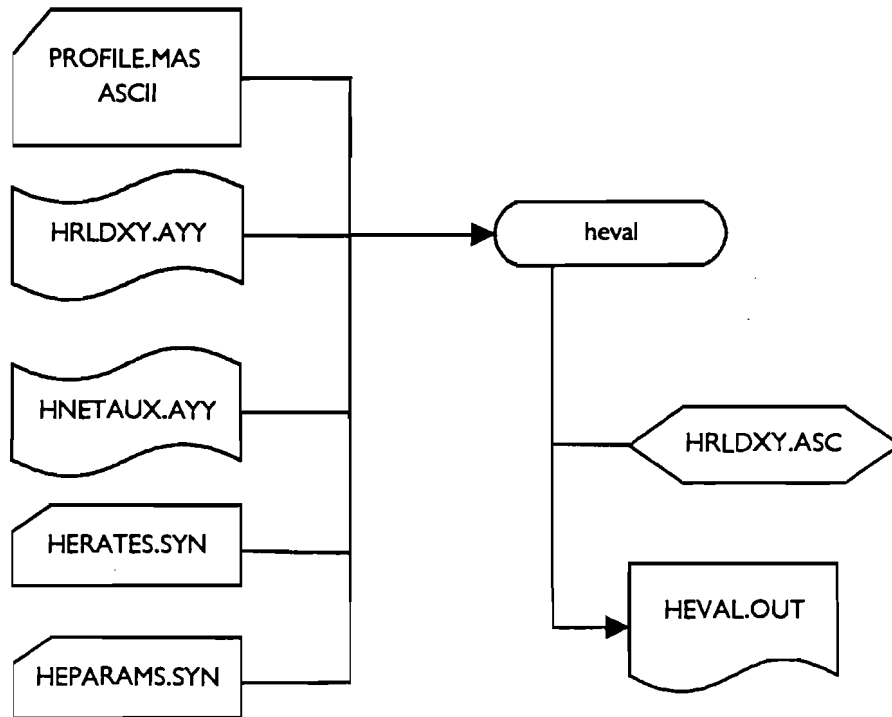 PROFILE.MAS
ASCII
HRLDXY.AYY
heval
HNETAUX.AYY
HRLDXY.ASC
HERATES.SYN
HEVAL.OUT
HEPARAMS.SYN